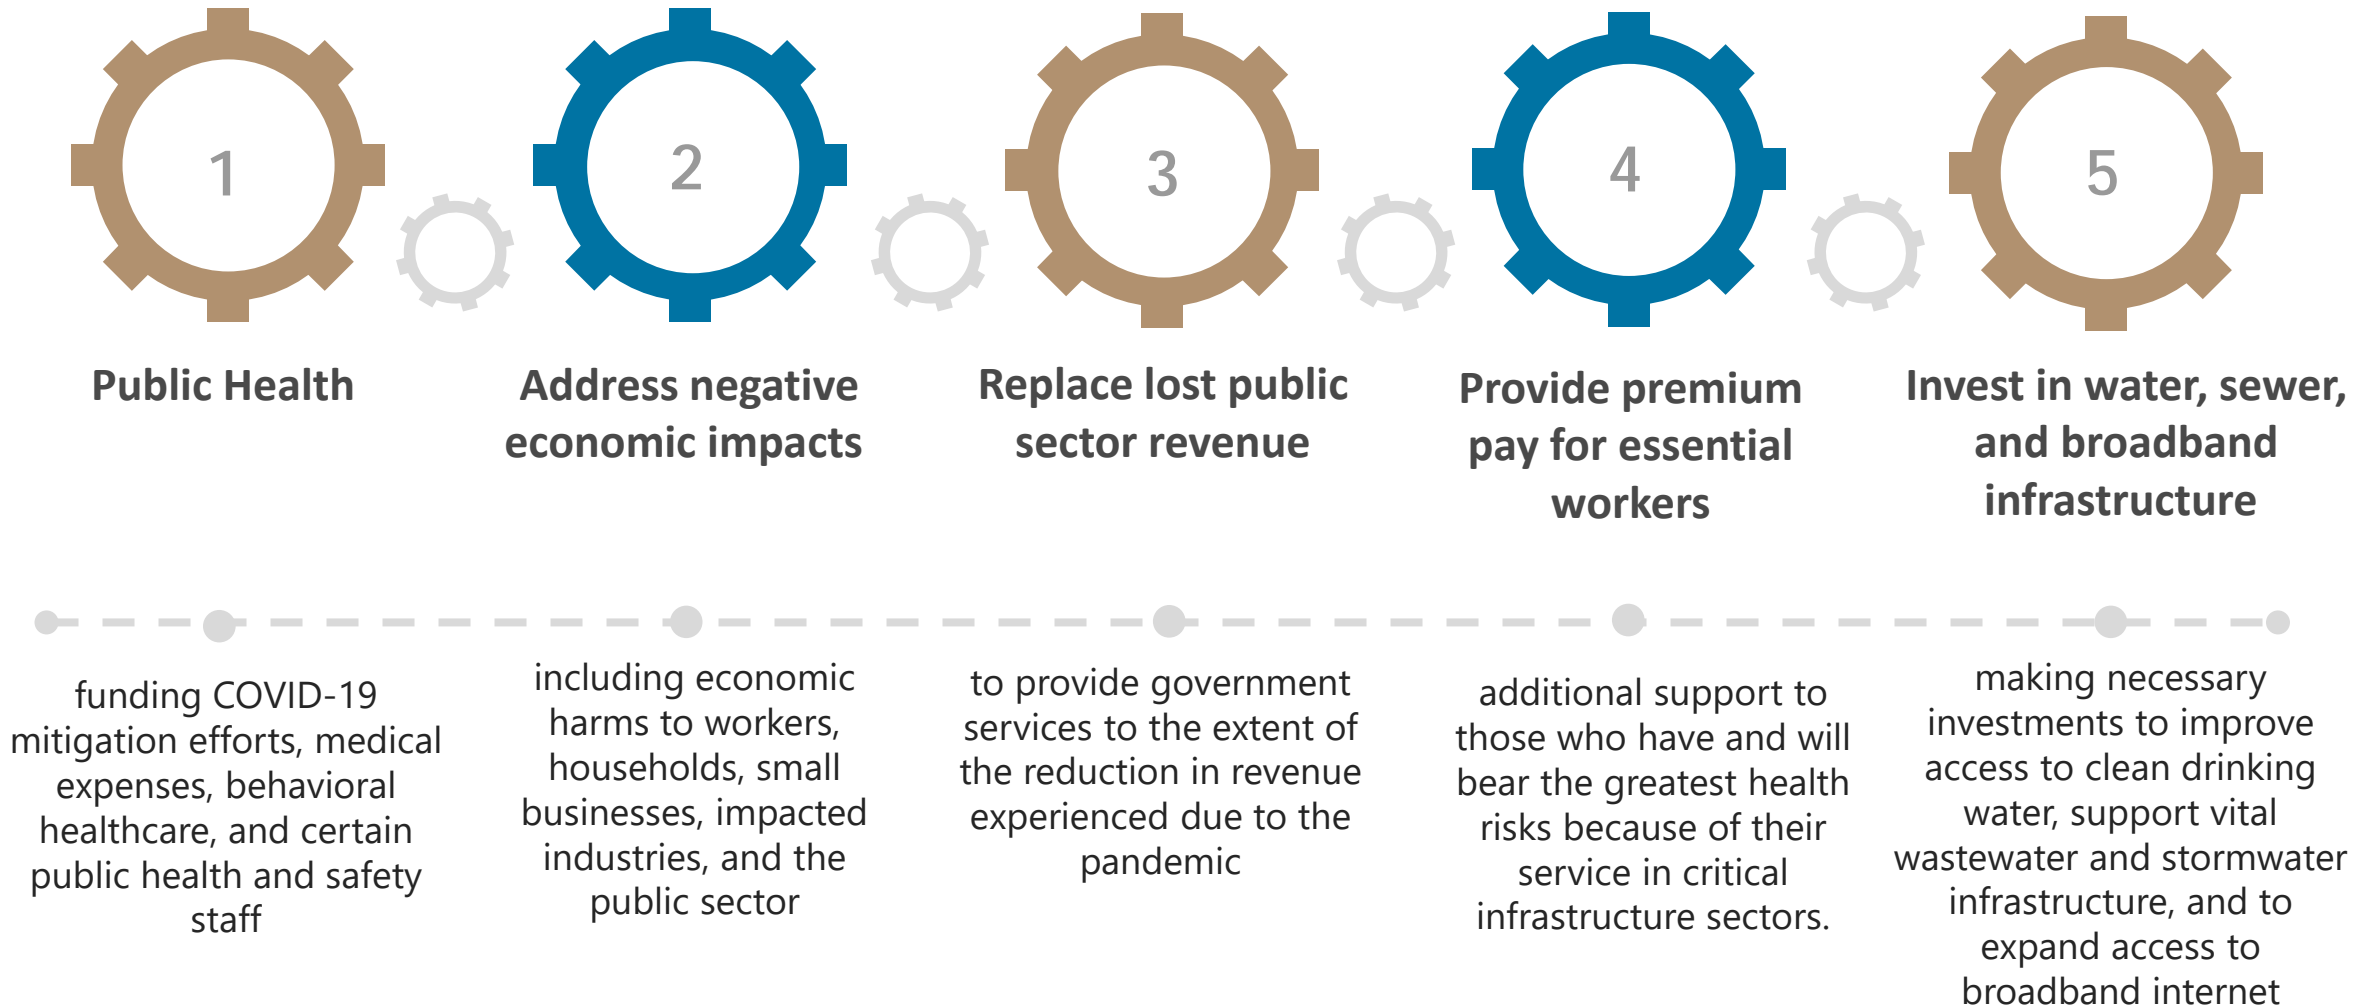 1
Public Health
funding COVID-19
mitigation efforts, medical
expenses, behavioral
healthcare, and certain
public health and safety
staff
2
Address negative
economic impacts
including economic
harms to workers,
households, small
businesses, impacted
industries, and the
public sector
3
Replace lost public
sector revenue
to provide government
services to the extent of
the reduction in revenue
experienced due to the
pandemic
4
Provide premium
pay for essential
workers
additional support to
those who have and will
bear the greatest health
risks because of their
service in critical
infrastructure sectors.
5
Invest in water, sewer,
and broadband
infrastructure
making necessary
investments to improve
access to clean drinking
water, support vital
wastewater and stormwater
infrastructure, and to
expand access to
broadband internet